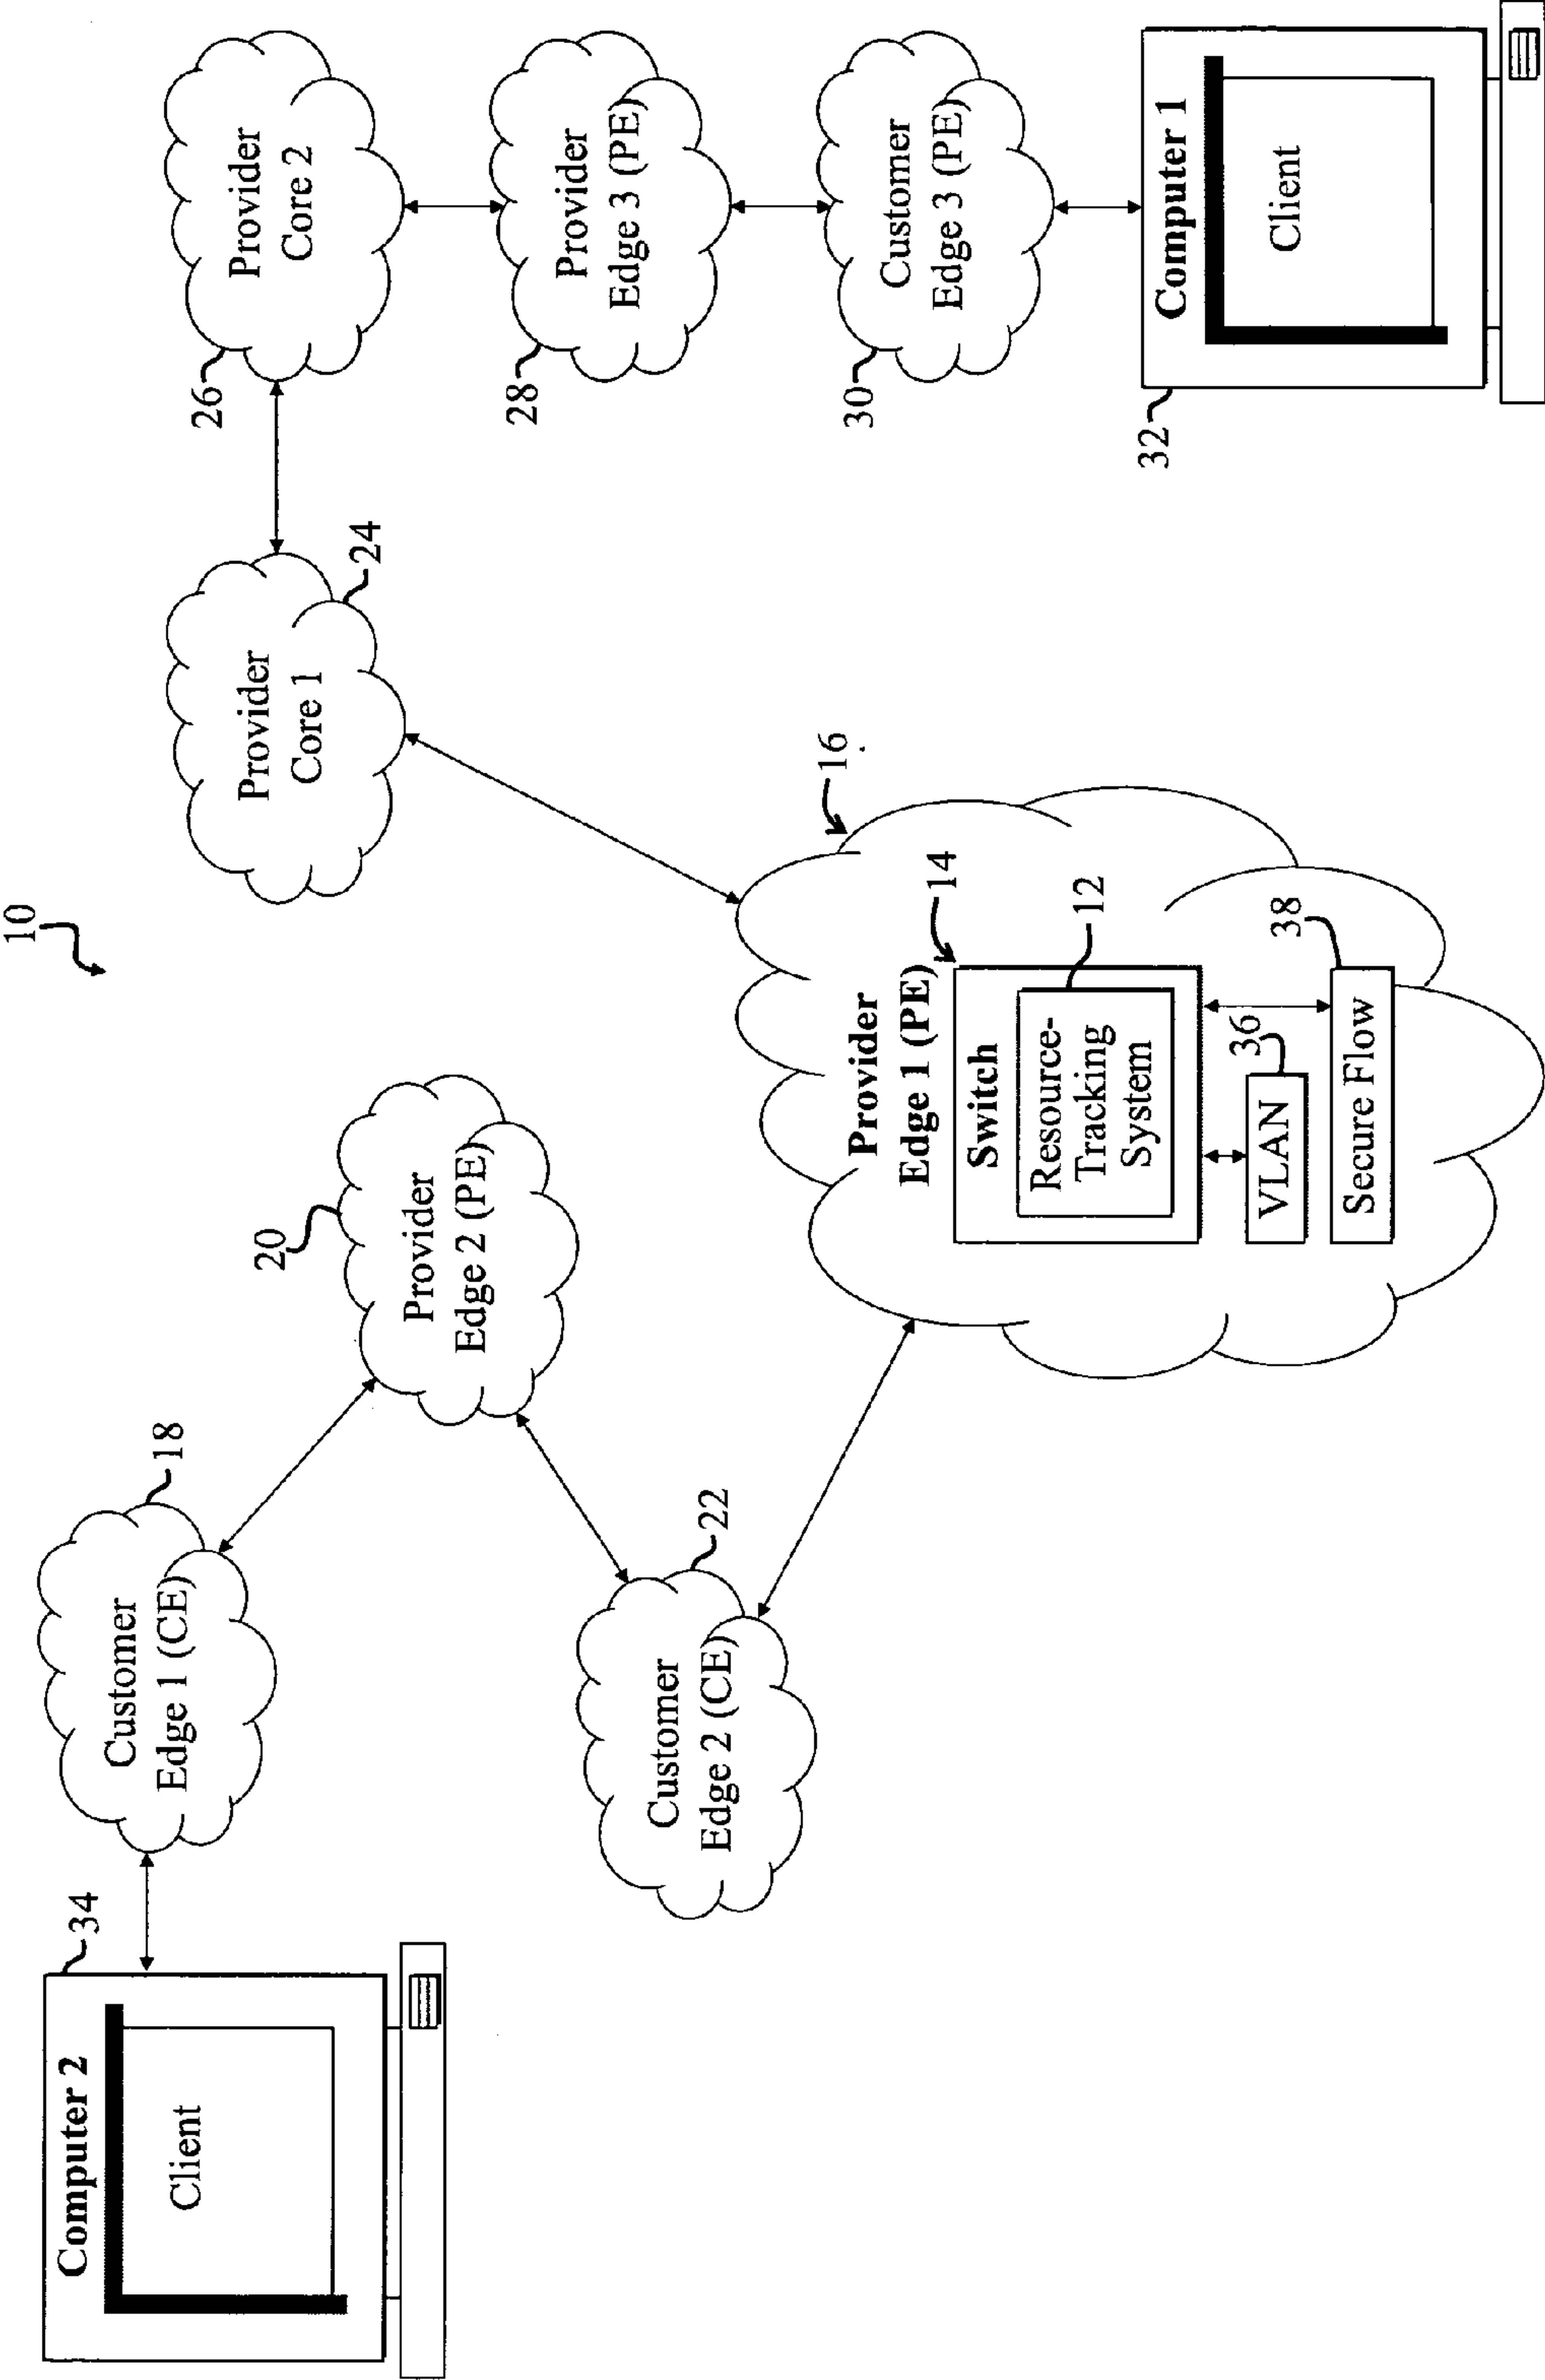 10
34
Computer 2
Client
18
Customer
Edge 1 (CE)
20
Provider
Edge 2 (PE)
22
Customer
Edge 2 (CE)
24
Provider
Core 1
26
Provider
Core 2
28
Provider
Edge 3 (PE)
30
Customer
Edge 3 (PE)
32
Computer 1
Client
16
Provider
Edge 1 (PE)
14
Switch
12
Resource-
Tracking
System
36
VLAN
38
Secure Flow